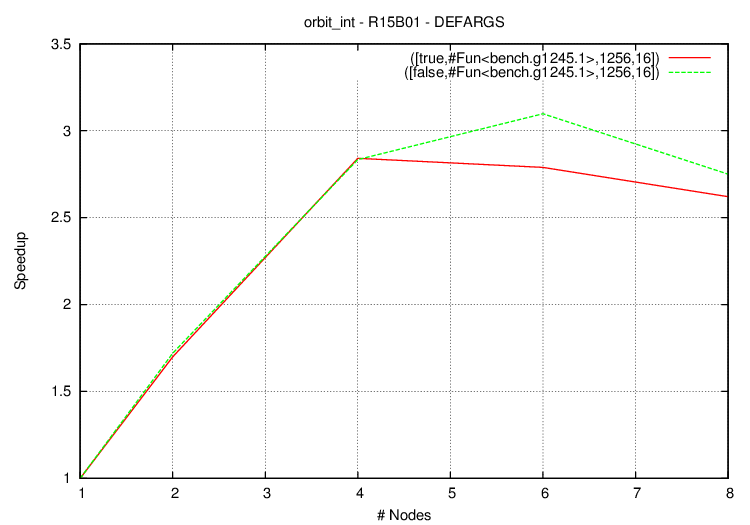 orbit_int - R15B01 - DEFARGS
([true,#Fun<bench.g1245.1>,1256,16])
([false,#Fun<bench.g1245.1>,1256,16])
3.5
3
2.5
2
1.5
1
Speedup
1 2 3 4 5 6 7 8
# Nodes